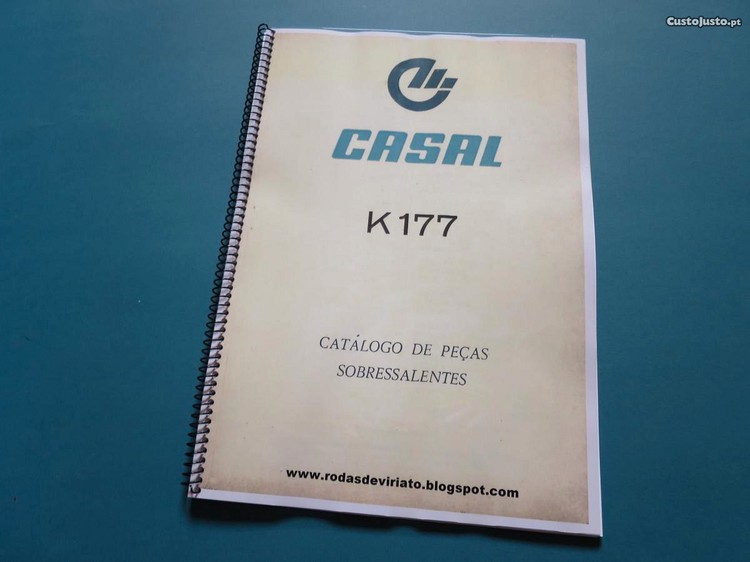 CustoJusto.pt
CASAL
K177
CATÁLOGO DE PEÇAS
SOBRESSALENTES
www.rodasdeviriato.blogspot.com